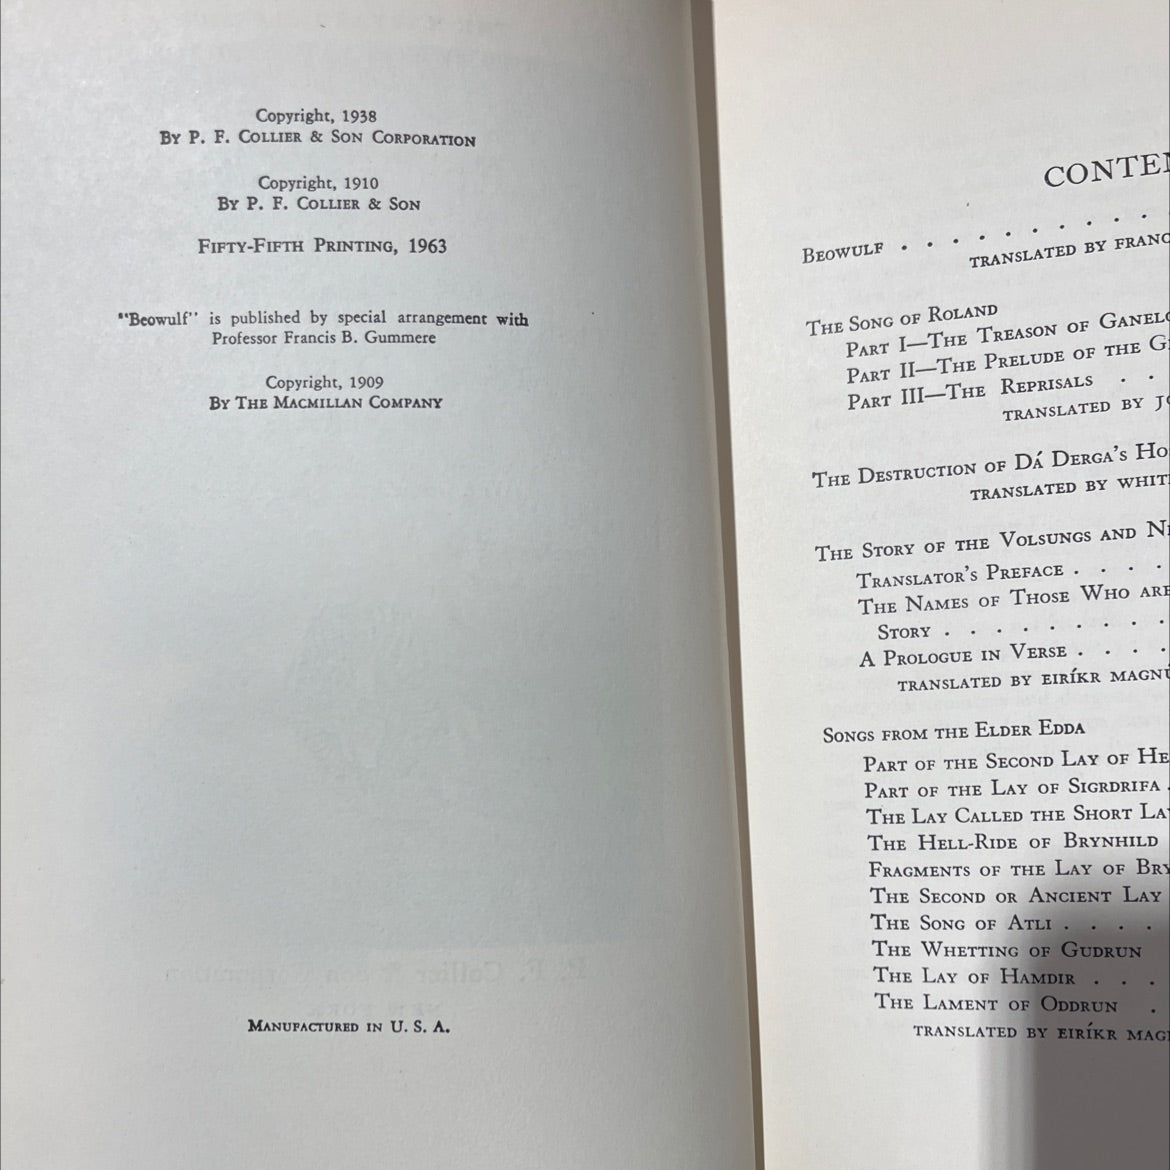 Copyright, 1938
By P. F. Collier & Son Corporation
Copyright, 1910
By P. F. Collier & Son
Fifty-Fifth Printing, 1963
"Beowulf" is published by special arrangement with
Professor Francis B. Gummere
Copyright, 1909
By The Macmillan Company
Manufactured in U. S. A.
CONTEN
Beowulf . . . . . . . . . .
translated by franc
The Song of Roland
Part I—The Treason of Ganelo
Part II—The Prelude of the G
Part III—The Reprisals . .
translated by jo
The Destruction of Dá Derga's Ho
translated by whit
The Story of the Volsungs and Ni
Translator's Preface . . . .
The Names of Those Who are
Story . . . . . . . . .
A Prologue in Verse . . . .
translated by eiríkr magnú
Songs from the Elder Edda
Part of the Second Lay of He
Part of the Lay of Sigrdrifa .
The Lay Called the Short La
The Hell-Ride of Brynhild
Fragments of the Lay of Bry
The Second or Ancient Lay
The Song of Atli . . . .
The Whetting of Gudrun
The Lay of Hamdir . . .
The Lament of Oddrun .
translated by eiríkr mag